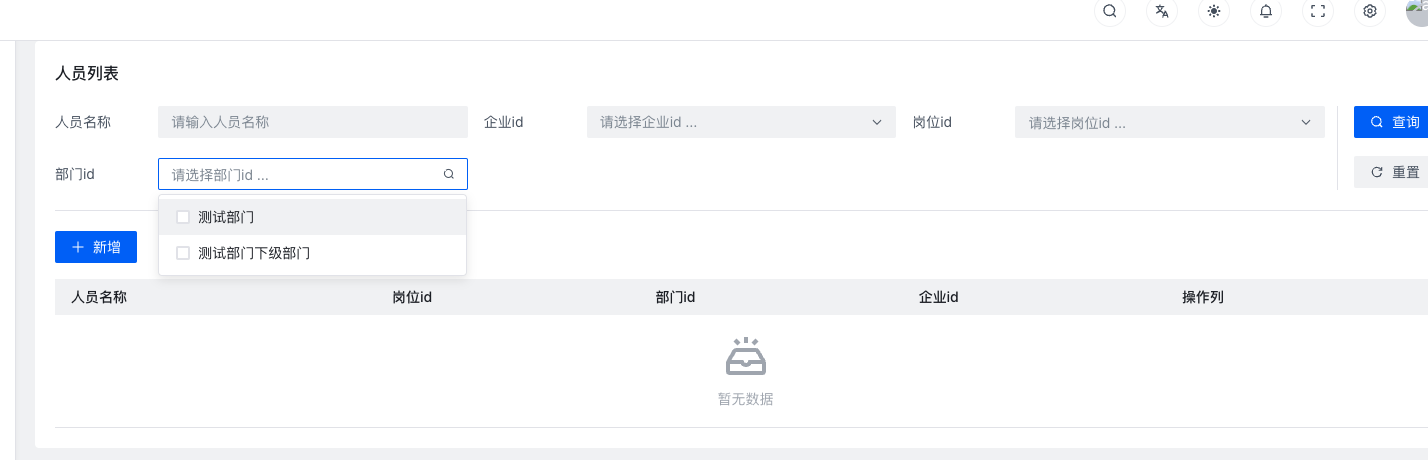 人员列表
人员名称 请输入人员名称 企业id 请选择企业id ... 岗位id 请选择岗位id ... 查询
部门id 请选择部门id ... 重置
测试部门
新增 测试部门下级部门
人员名称 岗位id 部门id 企业id 操作列
暂无数据